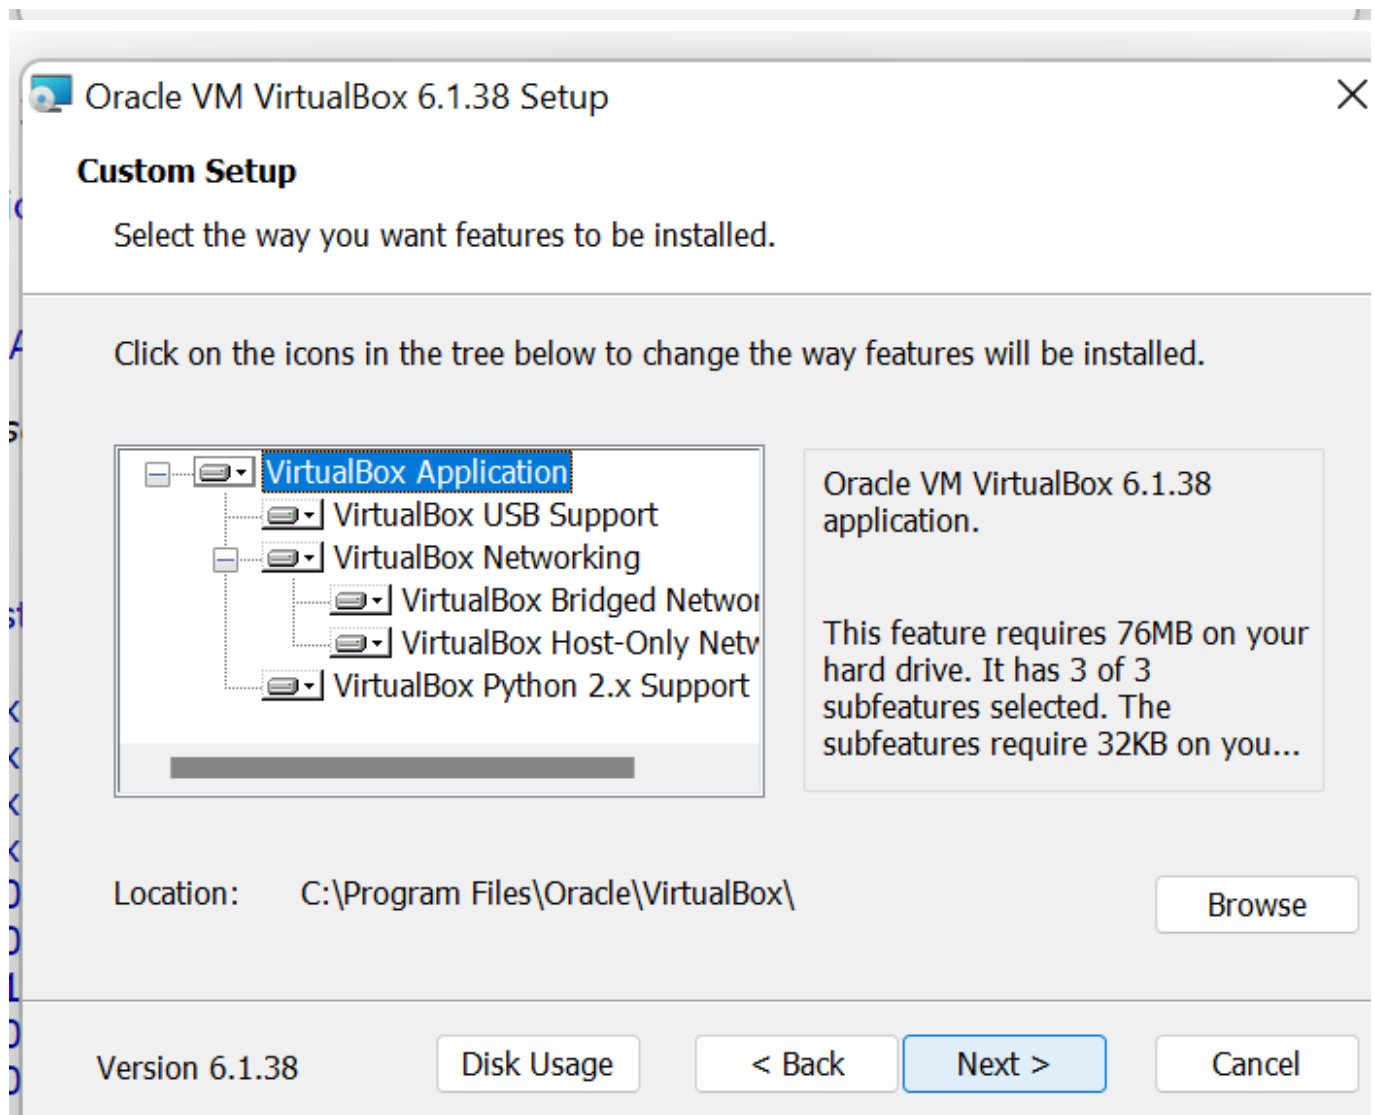 Oracle VM VirtualBox 6.1.38 Setup
Custom Setup
Select the way you want features to be installed.
Click on the icons in the tree below to change the way features will be installed.
VirtualBox Application
VirtualBox USB Support
VirtualBox Networking
VirtualBox Bridged
VirtualBox Host-Only
VirtualBox Python 2.x Support
Oracle VM VirtualBox 6.1.38
application.
This feature requires 76MB on your
hard drive. It has 3 of 3
subfeatures selected. The
subfeatures require 32KB on you...
Location: C:\Program Files\Oracle\VirtualBox\
Browse
Version 6.1.38
Disk Usage
< Back
Next >
Cancel